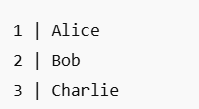 1 | Alice
2 | Bob
3 | Charlie